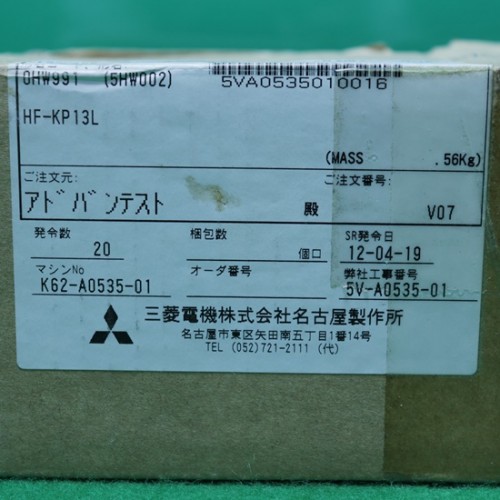 0HW991 (5HW002)
5VA0535010016
HF-KP13L
(MASS .56Kg)
ご注文元: ご注文番号:
アドバンテスト 殿 V07
発令数 梱包数 SR発令日
20 個口 12-04-19
マシンNo オーダ番号 弊社工事番号
K62-A0535-01 5V-A0535-01
三菱電機株式会社名古屋製作所
名古屋市東区矢田南五丁目1番14号
TEL (052)721-2111 (代)